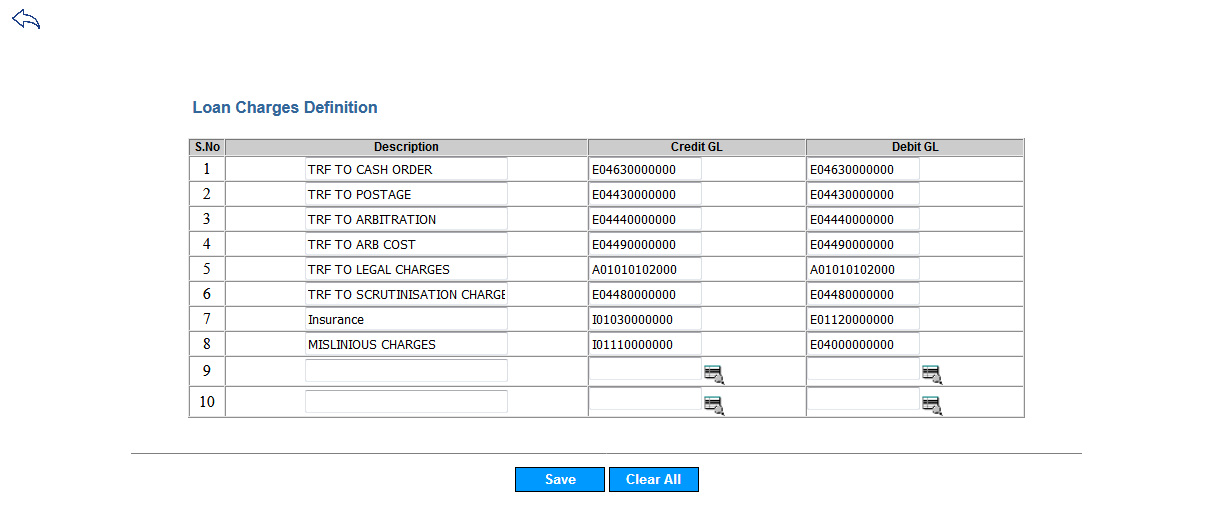 Loan Charges Definition
S.No Description Credit GL Debit GL
1 TRF TO CASH ORDER E04630000000 E04630000000
2 TRF TO POSTAGE E04430000000 E04430000000
3 TRF TO ARBITRATION E04440000000 E04440000000
4 TRF TO ARB COST E04490000000 E04490000000
5 TRF TO LEGAL CHARGES A01010102000 A01010102000
6 TRF TO SCRUTINISATION CHARGE E04480000000 E04480000000
7 Insurance I01030000000 E01120000000
8 MISLINIOUS CHARGES I01110000000 E04000000000
9
10
Save Clear All